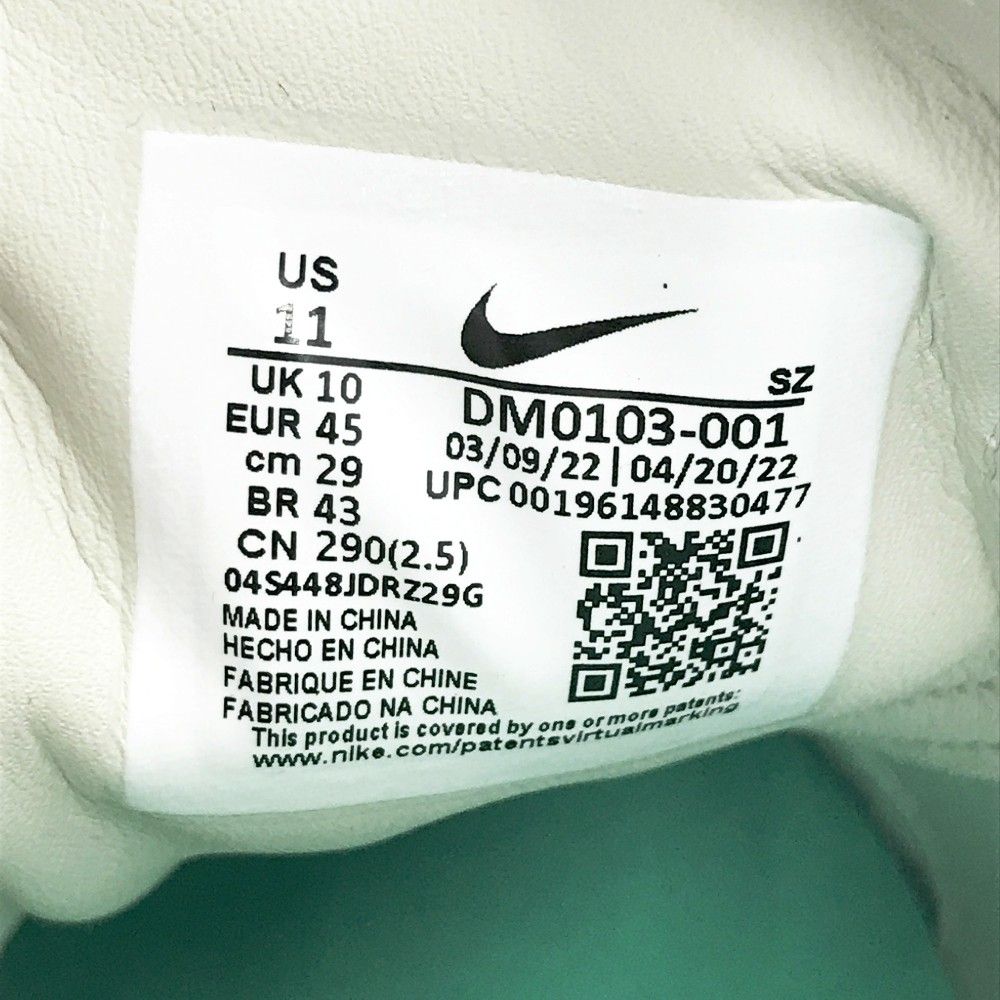 US
11
UK 10
EUR 45
cm 29
BR 43
CN 290(2.5)
04S448JDRZ29G
MADE IN CHINA
HECHO EN CHINA
FABRIQUE EN CHINE
FABRICADO NA CHINA
SZ
DM0103-001
03/09/22 | 04/20/22
UPC 00196148830477
This product is covered by one or more patents:
www.nike.com/patentsvirtualmarking